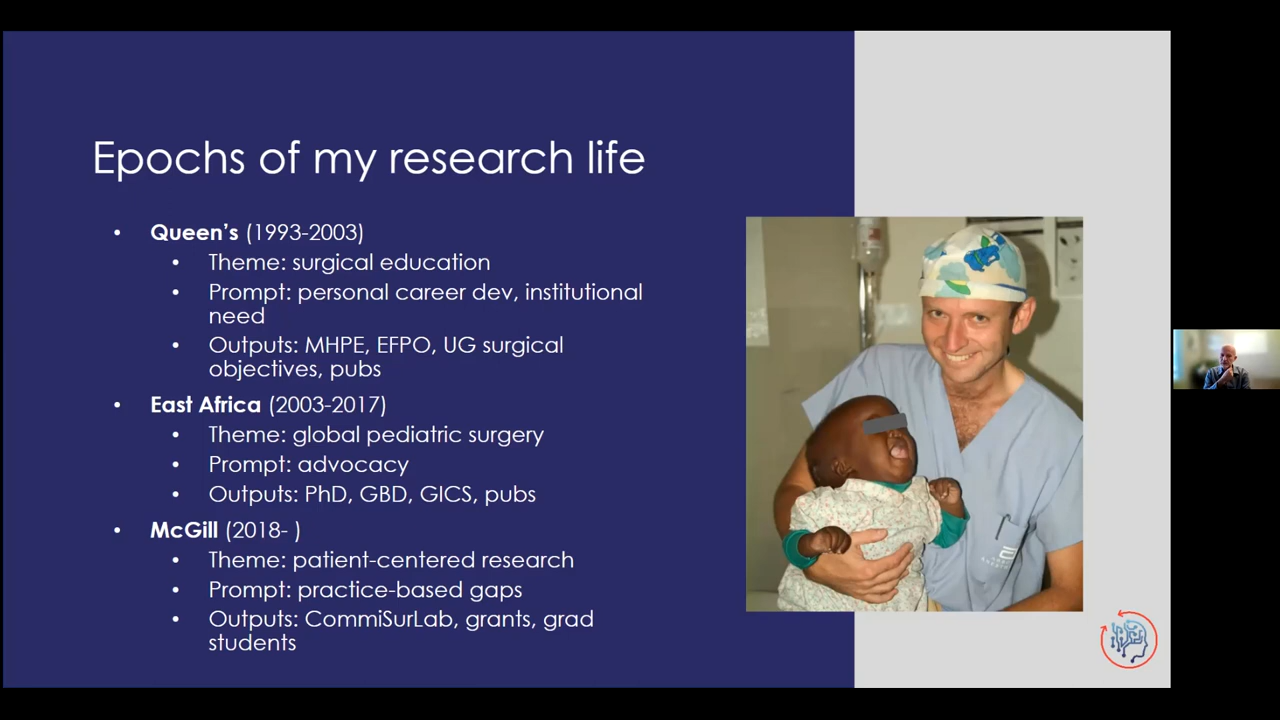 Epochs of my research life
• Queen's (1993-2003)
• Theme: surgical education
• Prompt: personal career dev, institutional
need
• Outputs: MHPE, EFPO, UG surgical
objectives, pubs
• East Africa (2003-2017)
• Theme: global pediatric surgery
• Prompt: advocacy
• Outputs: PhD, GBD, GICS, pubs
• McGill (2018- )
• Theme: patient-centered research
• Prompt: practice-based gaps
• Outputs: CommiSurLab, grants, grad
students